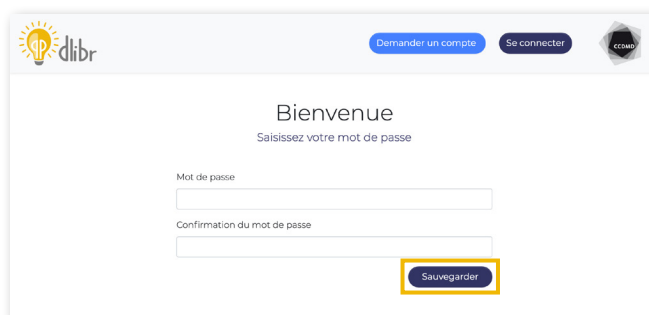 dlibr
Demander un compte
Se connecter
CCDMD
Bienvenue
Saisissez votre mot de passe
Mot de passe
Confirmation du mot de passe
Sauvegarder